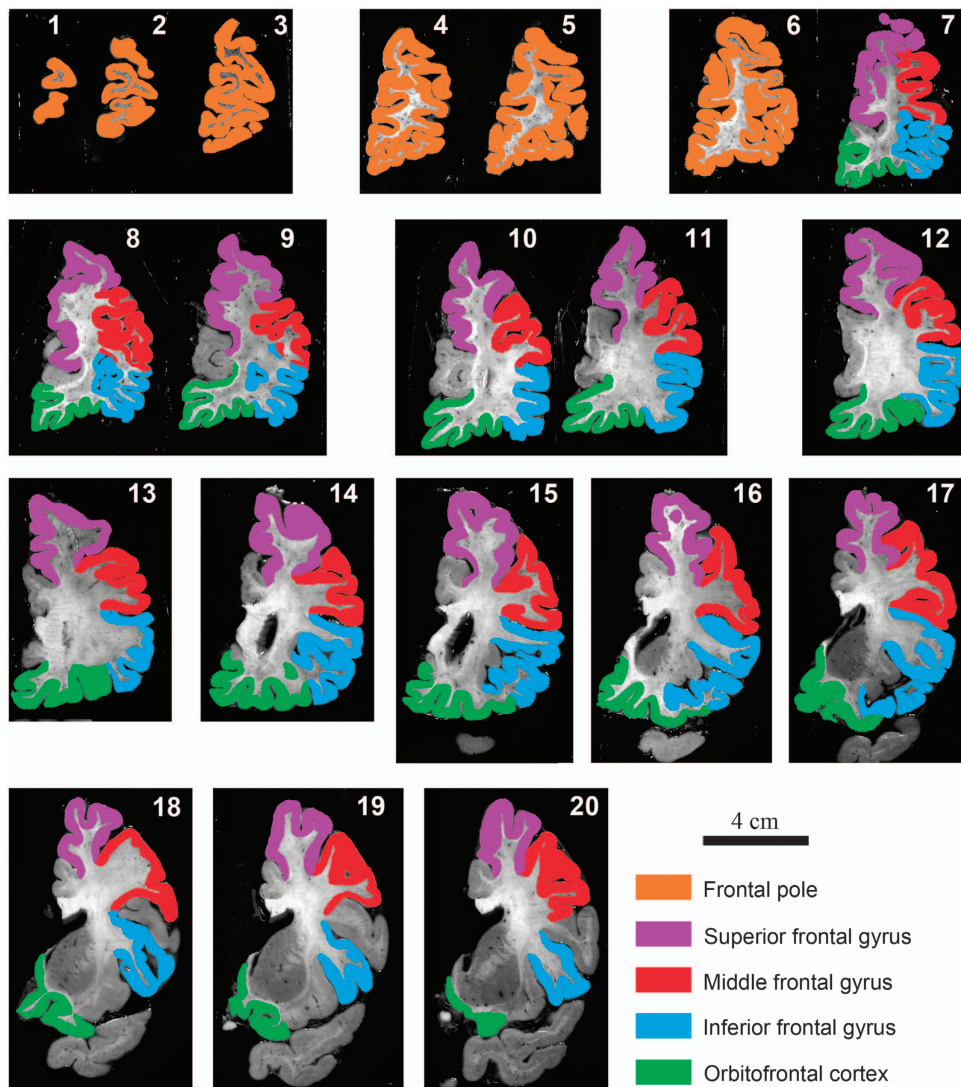 1 2 3 4 5 6 7
8 9 10 11 12
13 14 15 16 17
18 19 20
4 cm
Frontal pole
Superior frontal gyrus
Middle frontal gyrus
Inferior frontal gyrus
Orbitofrontal cortex